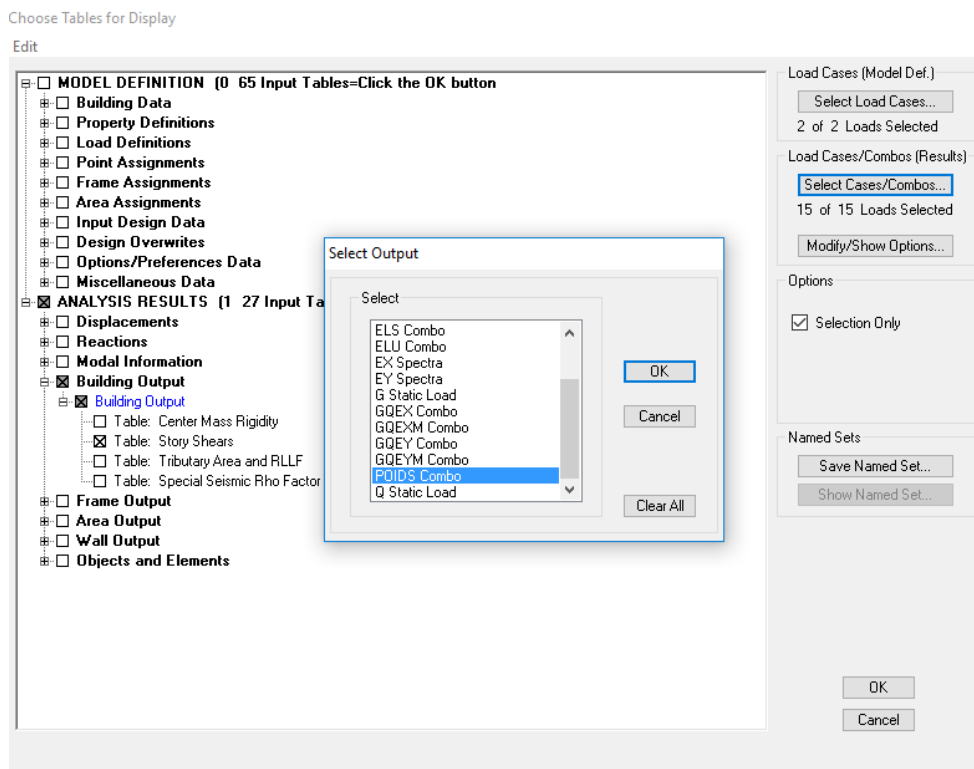 Choose Tables for Display
Edit
MODEL DEFINITION (0 65 Input Tables=Click the OK button
Building Data
Property Definitions
Load Definitions
Point Assignments
Frame Assignments
Area Assignments
Input Design Data
Design Overwrites
Options/Preferences Data
Miscellaneous Data
ANALYSIS RESULTS (1 27 Input Ta
Displacements
Reactions
Modal Information
Building Output
Building Output
Table: Center Mass Rigidity
Table: Story Shears
Table: Tributary Area and RLLF
Table: Special Seismic Rho Factor
Frame Output
Area Output
Wall Output
Objects and Elements
Select Output
Select
ELS Combo
ELU Combo
EX Spectra
EY Spectra
G Static Load
GQEX Combo
GQEXM Combo
GQEY Combo
GQEYM Combo
POIDS Combo
Q Static Load
OK
Cancel
Clear All
Load Cases (Model Def.)
Select Load Cases...
2 of 2 Loads Selected
Load Cases/Combos (Results)
Select Cases/Combos...
15 of 15 Loads Selected
Modify/Show Options...
Options
Selection Only
Named Sets
Save Named Set...
Show Named Set...
OK
Cancel